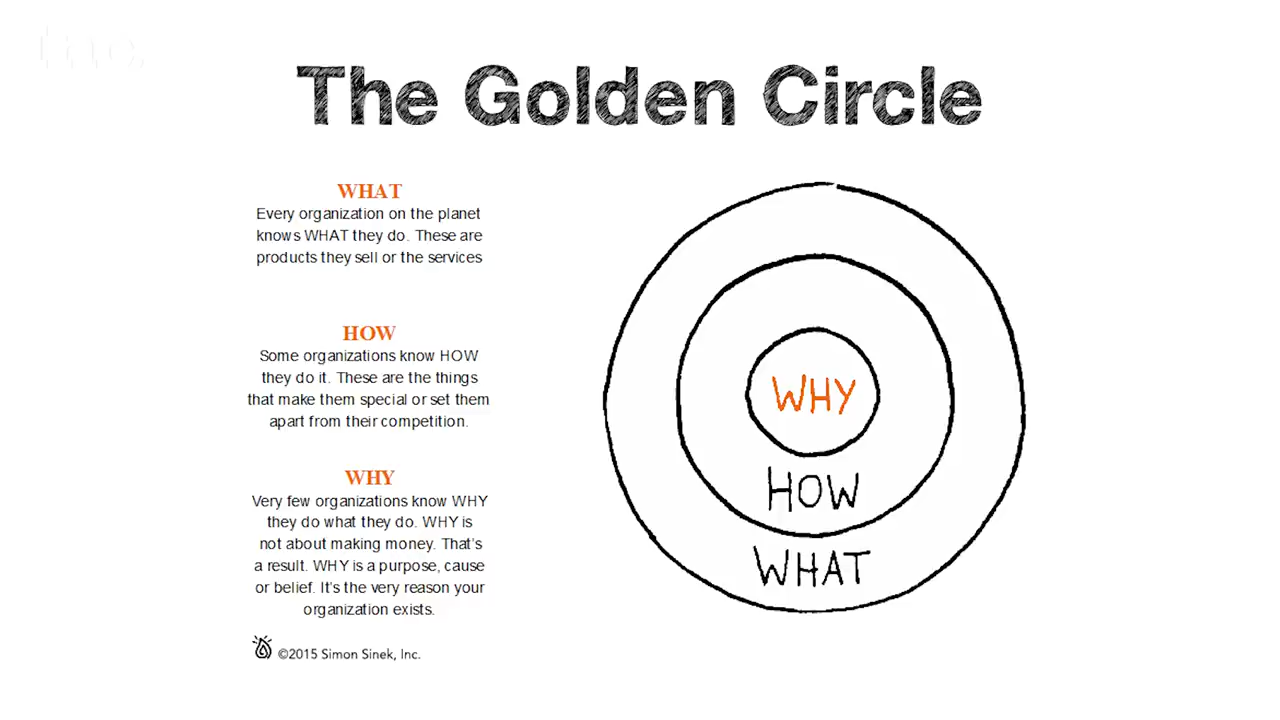 Inc.
The Golden Circle
WHAT
Every organization on the planet
knows WHAT they do. These are
products they sell or the services
HOW
Some organizations know HOW
they do it. These are the things
that make them special or set them
apart from their competition.
WHY
Very few organizations know WHY
they do what they do. WHY is
not about making money. That's
a result. WHY is a purpose, cause
or belief. It's the very reason your
organization exists.
©2015 Simon Sinek, Inc.
WHY
HOW
WHAT